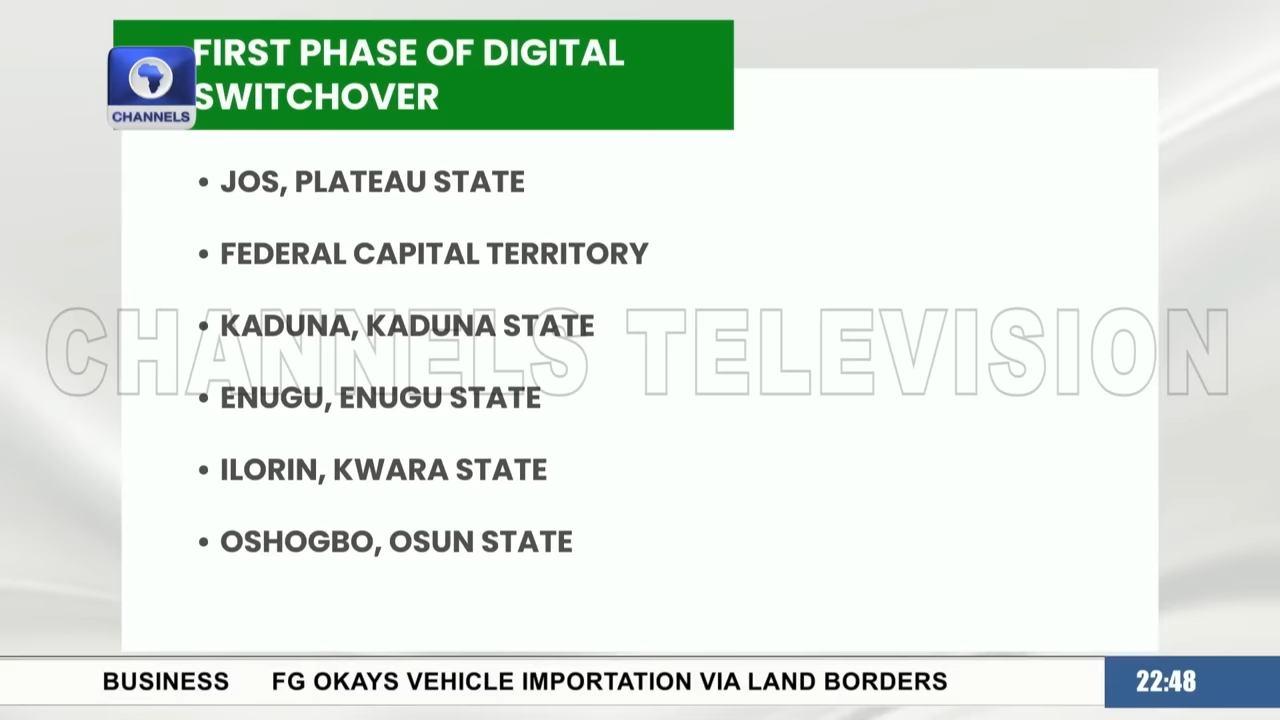 FIRST PHASE OF DIGITAL
SWITCHOVER
CHANNELS
• JOS, PLATEAU STATE
• FEDERAL CAPITAL TERRITORY
• KADUNA, KADUNA STATE
CHANNELS TELEVISION
• ENUGU, ENUGU STATE
• ILORIN, KWARA STATE
• OSHOGBO, OSUN STATE
BUSINESS FG OKAYS VEHICLE IMPORTATION VIA LAND BORDERS 22:48